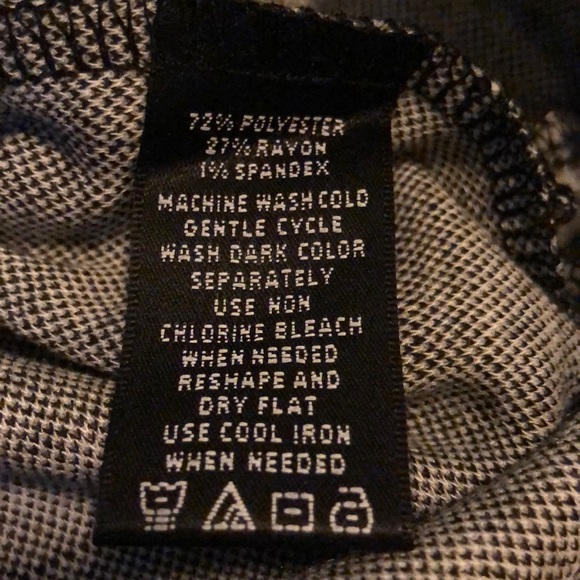 72% POLYESTER
27% RAYON
1% SPANDEX
MACHINE WASH COLD
GENTLE CYCLE
WASH DARK COLOR
SEPARATELY
USE NON
CHLORINE BLEACH
WHEN NEEDED
RESHAPE AND
DRY FLAT
USE COOL IRON
WHEN NEEDED